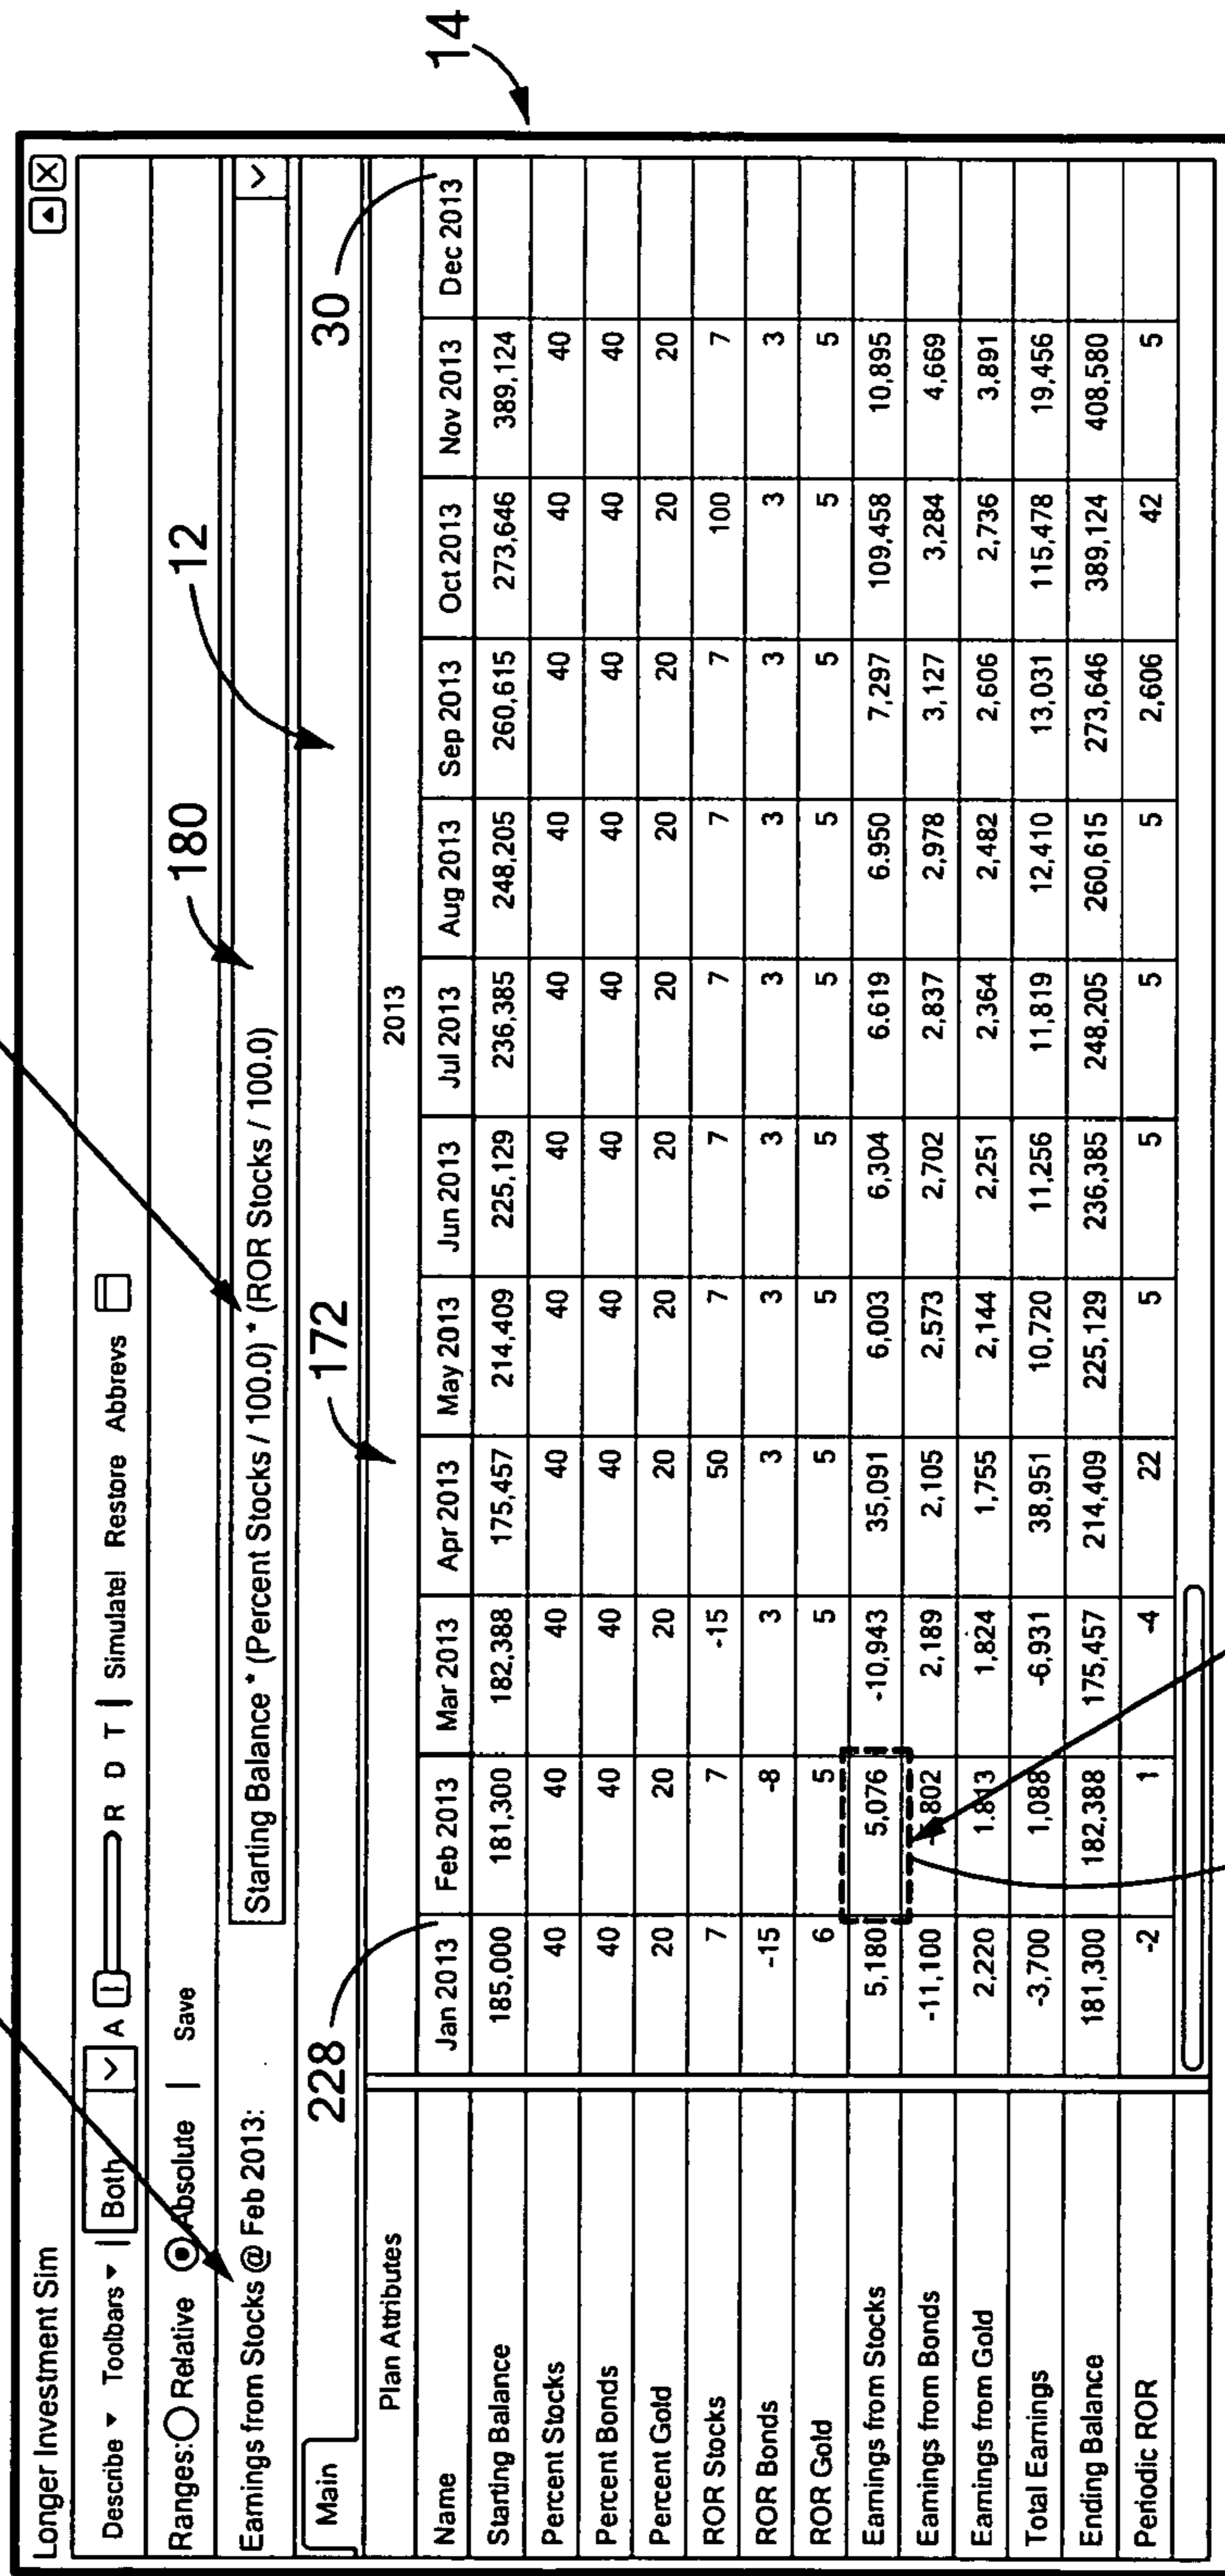 14
Longer Investment Sim
Describe Toolbars | Both A R D T | Simulatel Restore Abbrevs
Ranges: Relative Absolute | Save
180
12
Earnings from Stocks @ Feb 2013: Starting Balance * (Percent Stocks / 100.0) * (ROR Stocks / 100.0)
228
172
30
Main
Plan Attributes 2013
Name Jan 2013 Feb 2013 Mar 2013 Apr 2013 May 2013 Jun 2013 Jul 2013 Aug 2013 Sep 2013 Oct 2013 Nov 2013 Dec 2013
Starting Balance 185,000 181,300 182,388 175,457 214,409 225,129 236,385 248,205 260,615 273,646 389,124
Percent Stocks 40 40 40 40 40 40 40 40 40 40 40
Percent Bonds 40 40 40 40 40 40 40 40 40 40 40
Percent Gold 20 20 20 20 20 20 20 20 20 20 20
ROR Stocks 7 7 -15 50 7 7 7 7 7 100 7
ROR Bonds -15 -8 3 3 3 3 3 3 3 3 3
ROR Gold 6 5 5 5 5 5 5 5 5 5 5
Earnings from Stocks 5,180 5,076 -10,943 35,091 6,003 6,304 6.619 6.950 7,297 109,458 10,895
Earnings from Bonds -11,100 802 2,189 2,105 2,573 2,702 2,837 2,978 3,127 3,284 4,669
Earnings from Gold 2,220 1.813 1,824 1,755 2,144 2,251 2,364 2,482 2,606 2,736 3,891
Total Earnings -3,700 1,088 -6,931 38,951 10,720 11,256 11,819 12,410 13,031 115,478 19,456
Ending Balance 181,300 182,388 175,457 214,409 225,129 236,385 248,205 260,615 273,646 389,124 408,580
Periodic ROR -2 1 -4 22 5 5 5 5 2,606 42 5